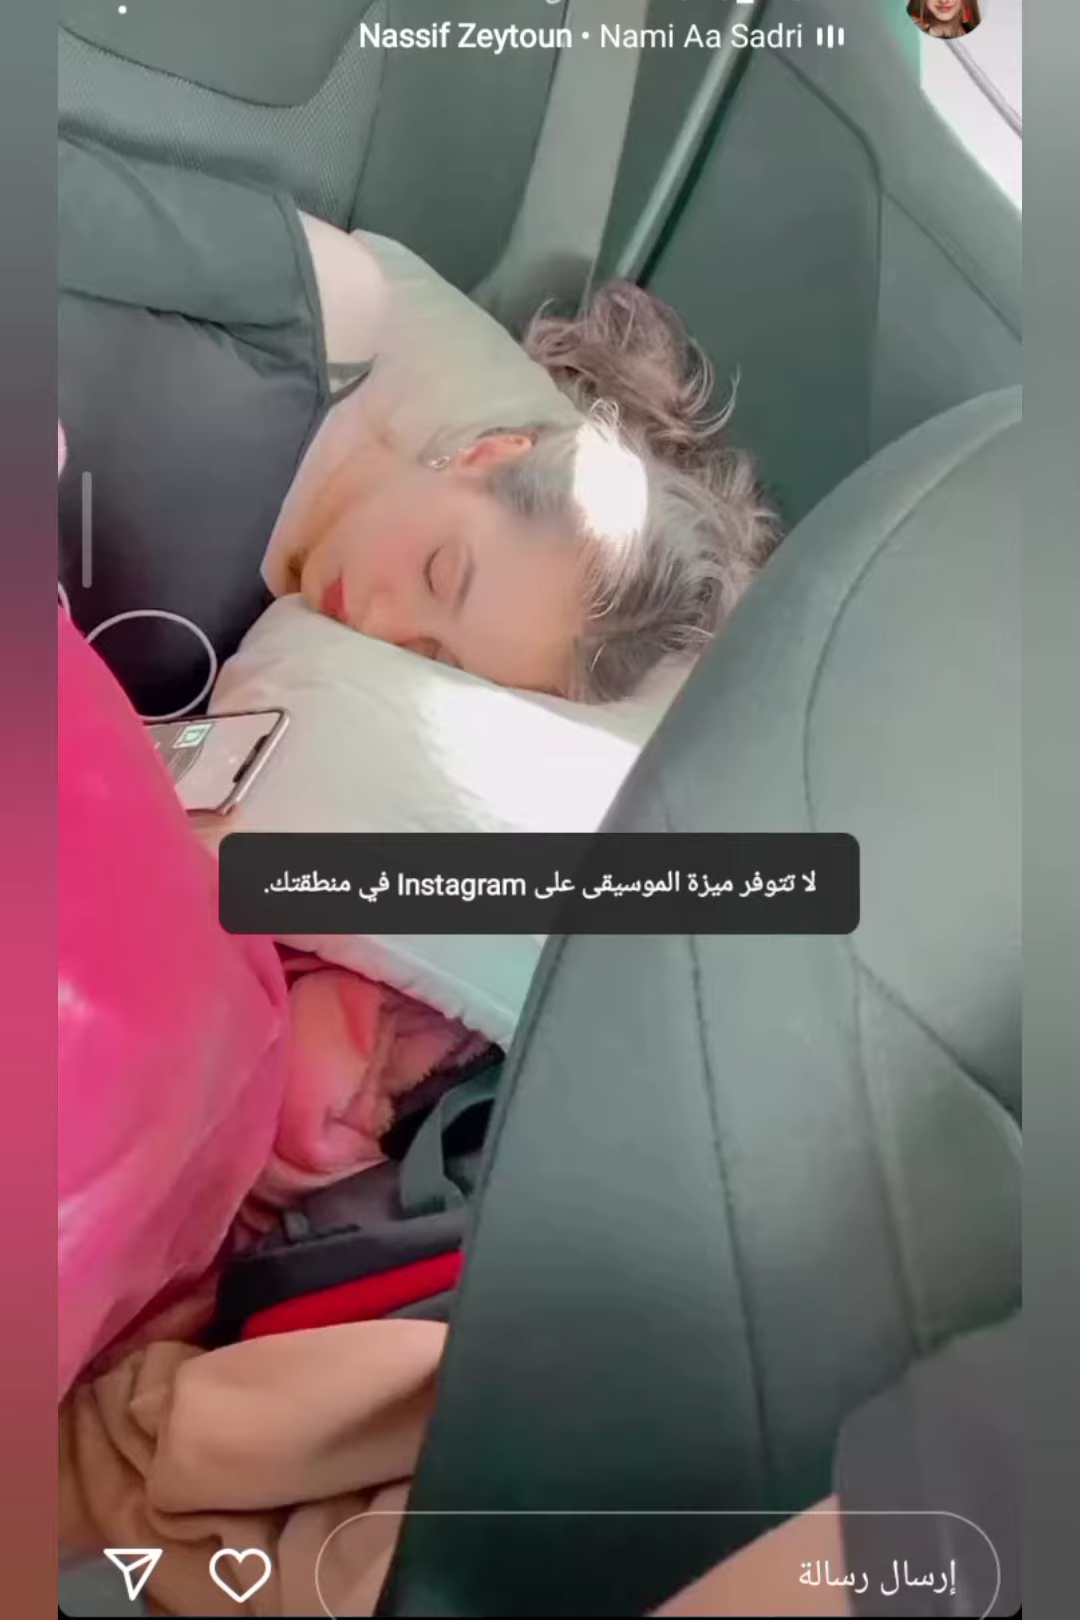 Nassif Zeytoun • Nami Aa Sadri
لا تتوفر ميزة الموسيقى على Instagram في منطقتك.
إرسال رسالة